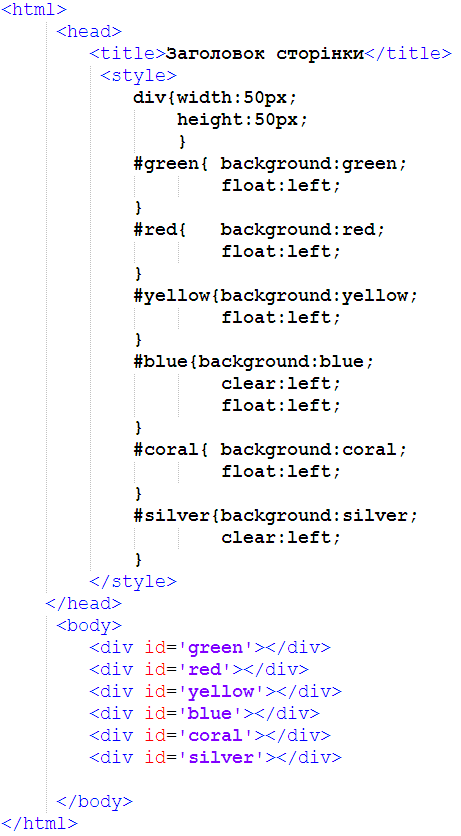 <html>
<head>
<title>Заголовок сторінки</title>
<style>
div{width:50px;
height:50px;
}
#green{ background:green;
float:left;
}
#red{   background:red;
float:left;
}
#yellow{background:yellow;
float:left;
}
#blue{background:blue;
clear:left;
float:left;
}
#coral{ background:coral;
float:left;
}
#silver{background:silver;
clear:left;
}
</style>
</head>
<body>
<div id='green'></div>
<div id='red'></div>
<div id='yellow'></div>
<div id='blue'></div>
<div id='coral'></div>
<div id='silver'></div>
</body>
</html>